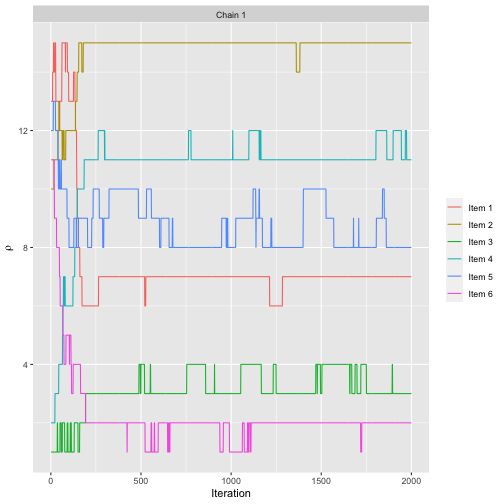 Chain 1
12
8
4
ρ
0
500
1000
1500
2000
Iteration
Item 1
Item 2
Item 3
Item 4
Item 5
Item 6